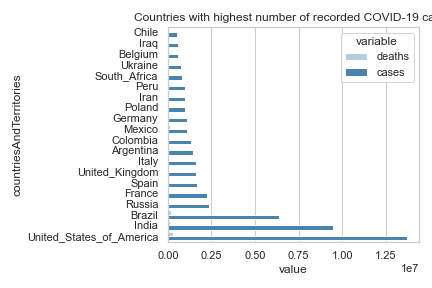 Countries with highest number of recorded COVID-19 ca
countriesAndTerritories
Chile
Iraq
Belgium
Ukraine
South_Africa
Peru
Iran
Poland
Germany
Mexico
Colombia
Argentina
Italy
United_Kingdom
Spain
France
Russia
Brazil
India
United_States_of_America
variable
deaths
cases
0.00 0.25 0.50 0.75 1.00 1.25
1e7
value